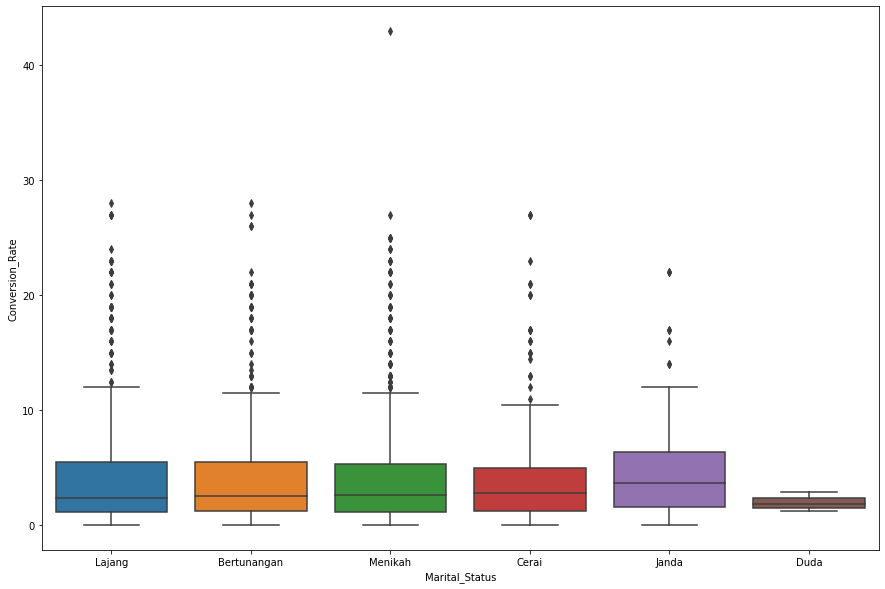 40
30
20
10
0
Conversion_Rate
Lajang Bertunangan Menikah Cerai Janda Duda
Marital_Status